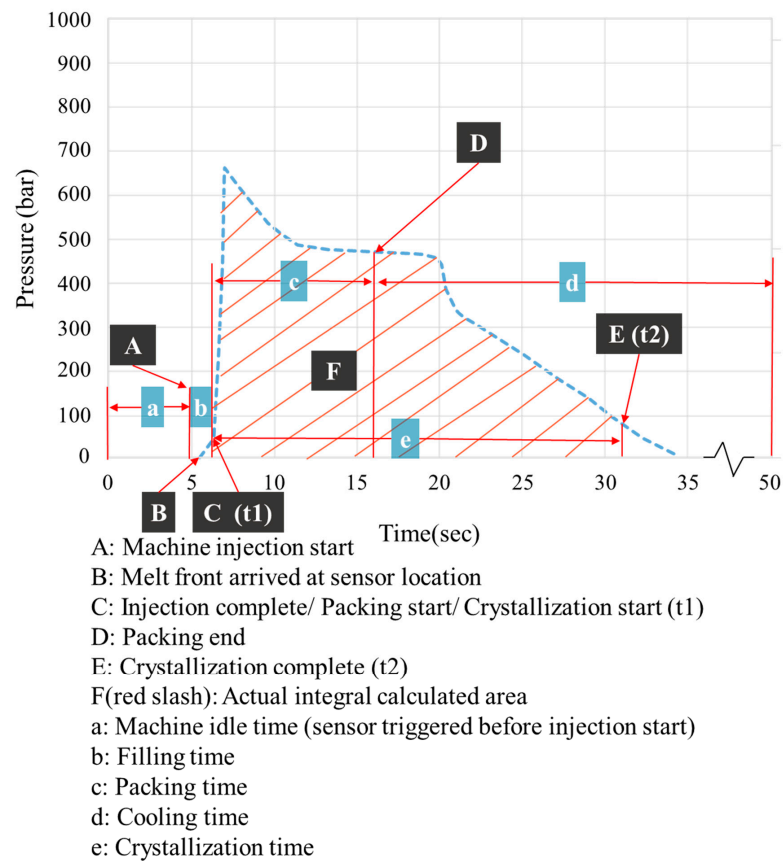 1000
900
800
700
600
500
400
300
200
100
0
Pressure (bar)
D
c
d
A
E (t2)
F
a
b
e
0
5
10
15
20
25
30
35
50
B
C (t1)
Time(sec)
A: Machine injection start
B: Melt front arrived at sensor location
C: Injection complete/ Packing start/ Crystallization start (t1)
D: Packing end
E: Crystallization complete (t2)
F(red slash): Actual integral calculated area
a: Machine idle time (sensor triggered before injection start)
b: Filling time
c: Packing time
d: Cooling time
e: Crystallization time